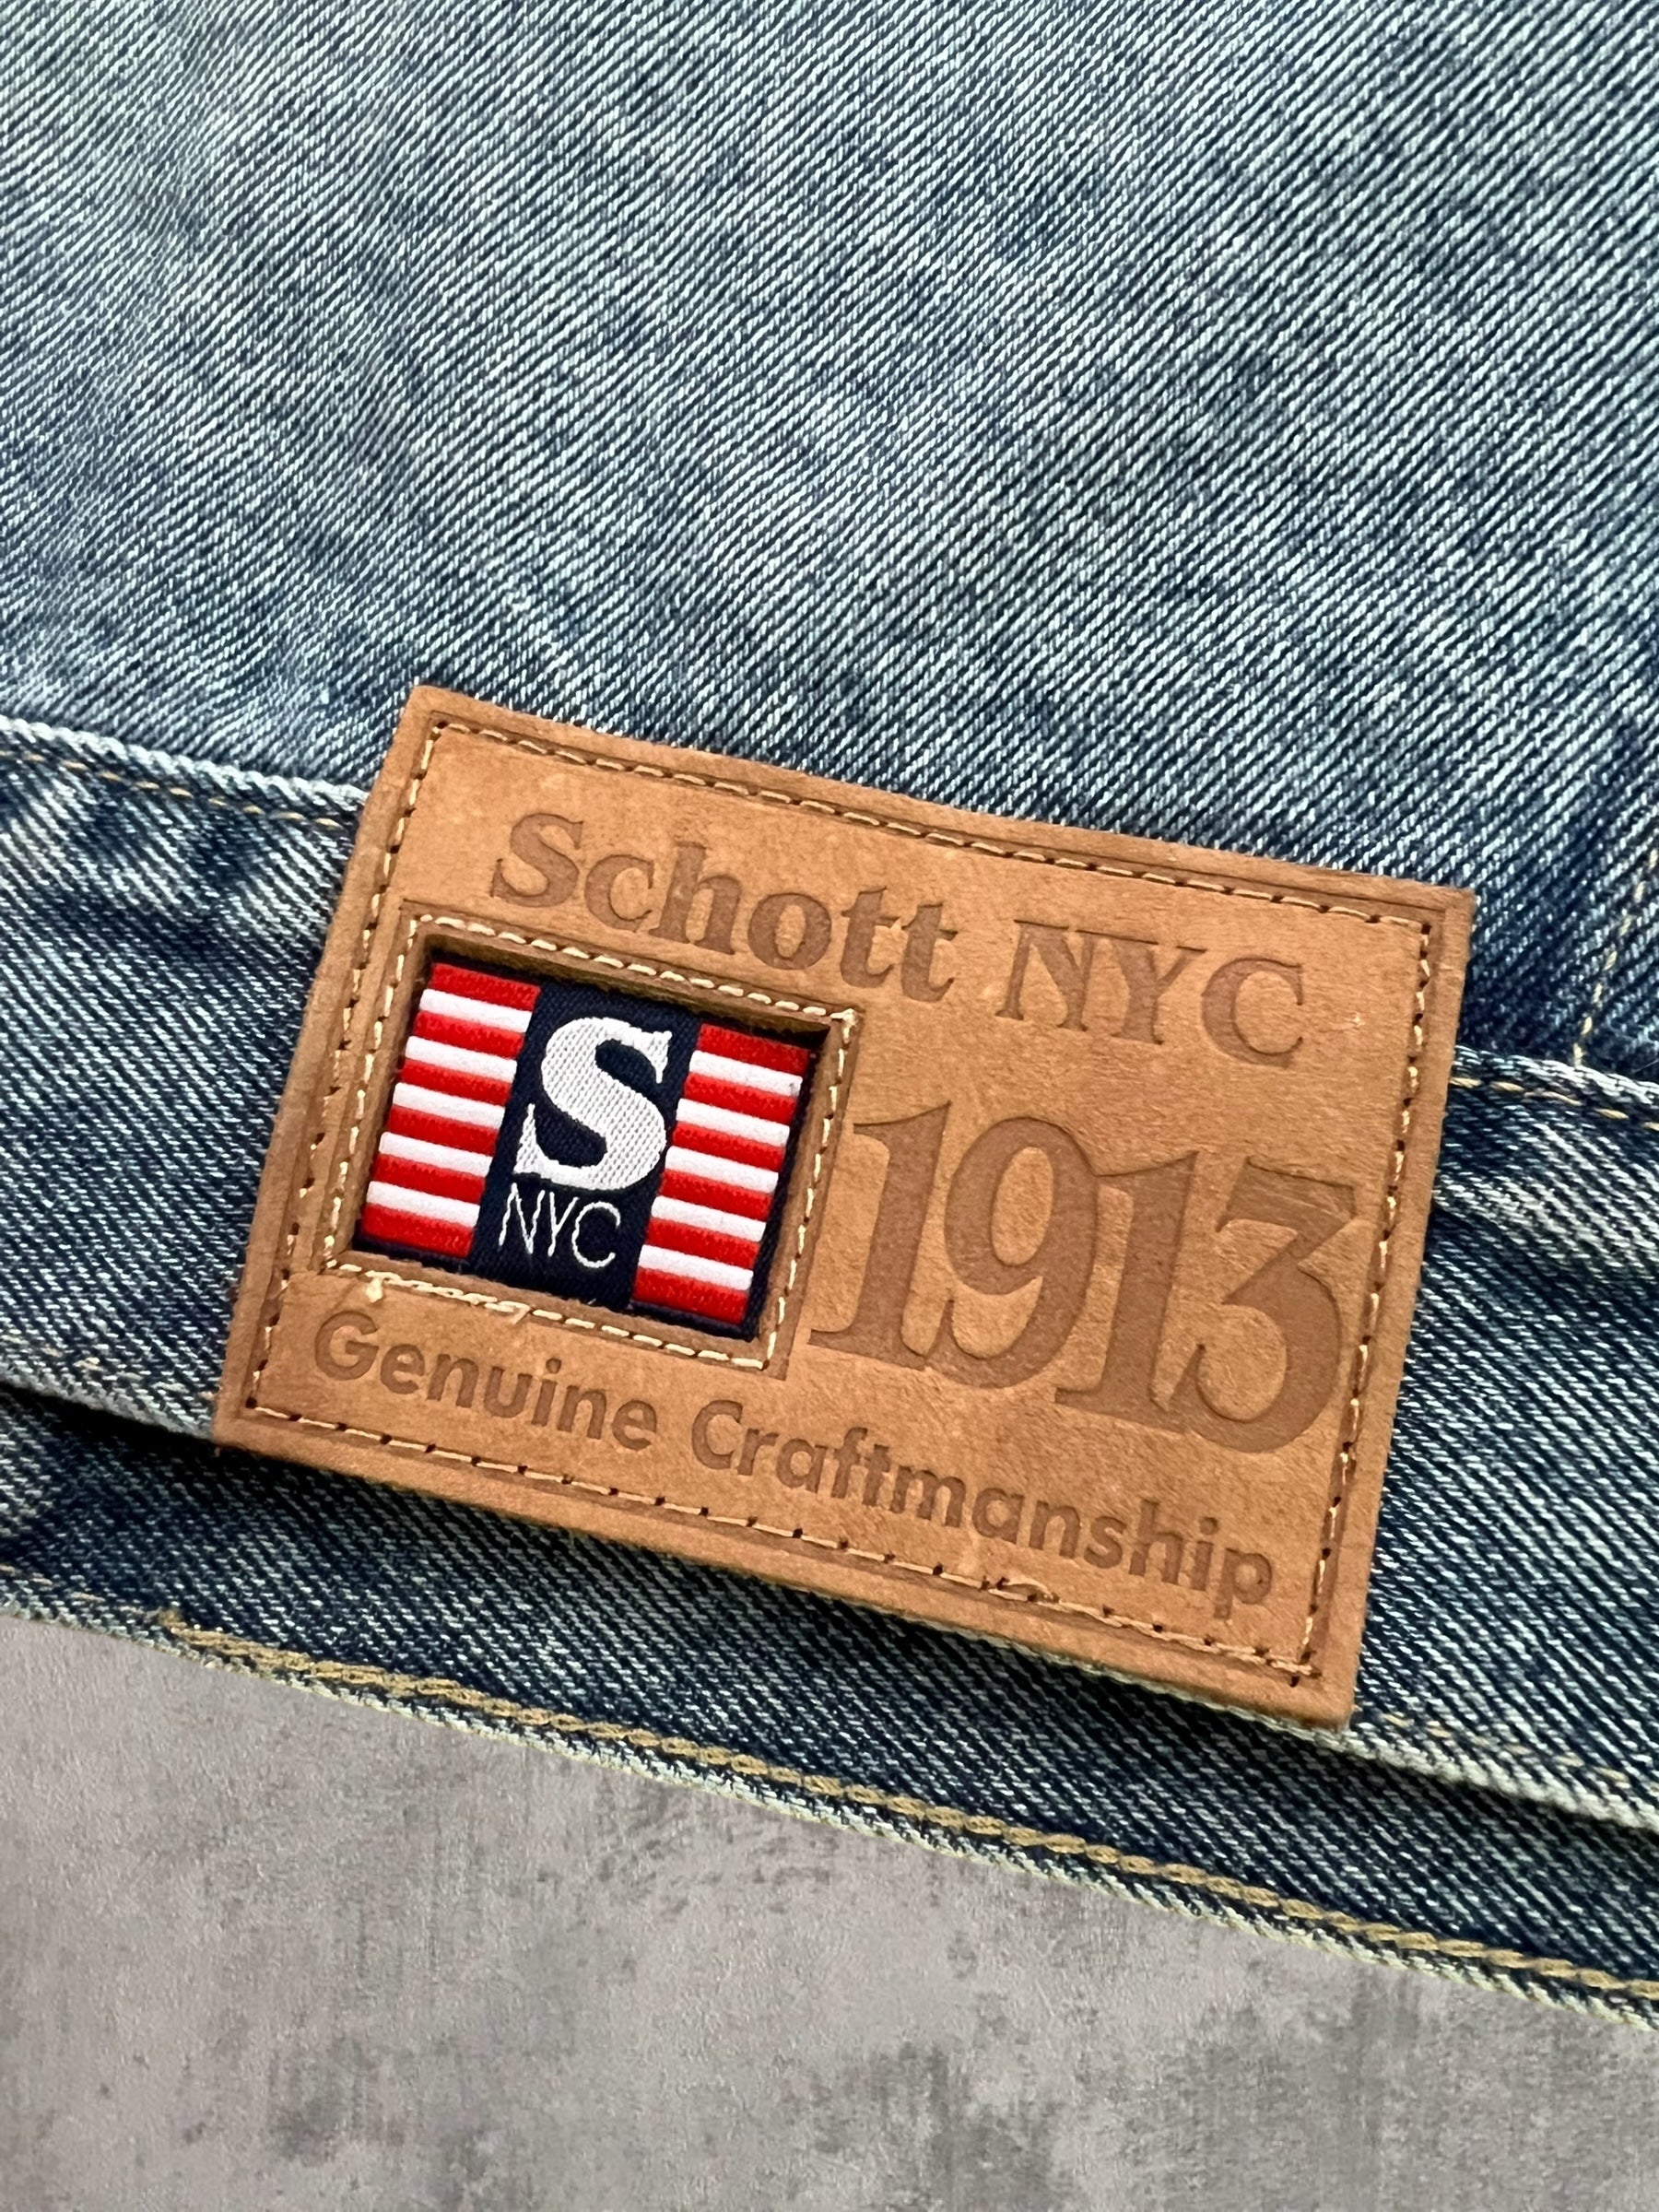 Schott NYC
S
NYC
1913
Genuine Craftmanship